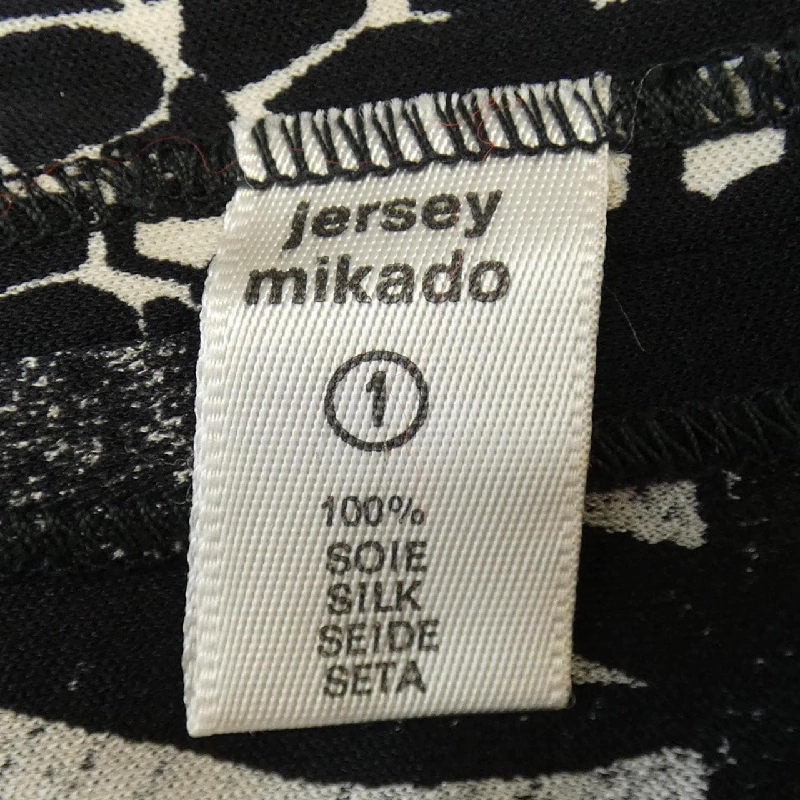 jersey
mikado
1
100%
SOIE
SILK
SEIDE
SETA